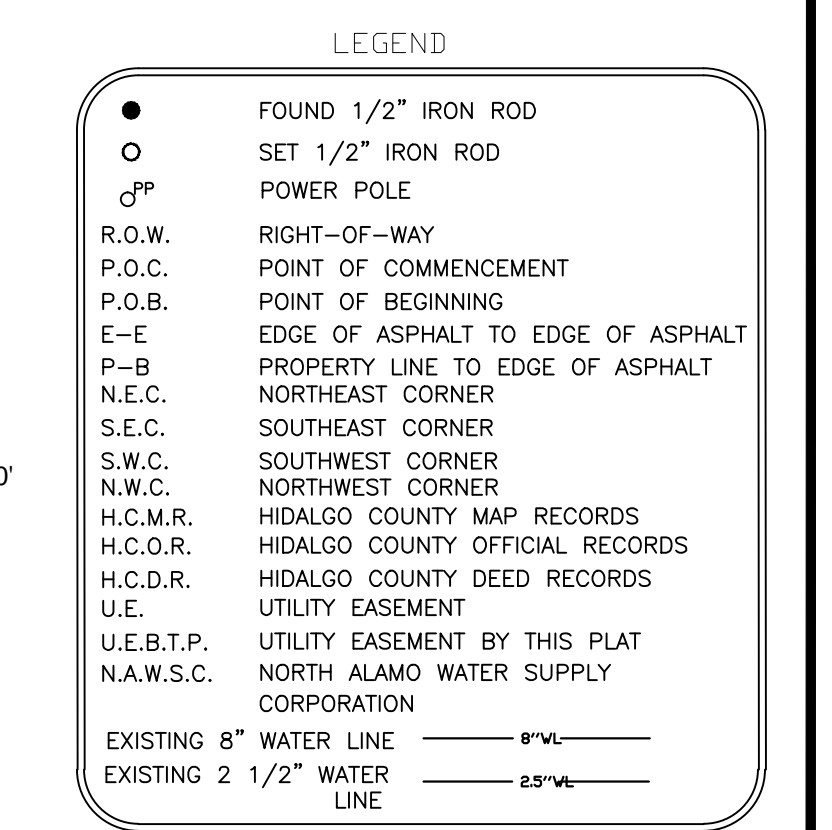 LEGEND
FOUND 1/2" IRON ROD
SET 1/2" IRON ROD
PP POWER POLE
R.O.W. RIGHT-OF-WAY
P.O.C. POINT OF COMMENCEMENT
P.O.B. POINT OF BEGINNING
E-E EDGE OF ASPHALT TO EDGE OF ASPHALT
P-B PROPERTY LINE TO EDGE OF ASPHALT
N.E.C. NORTHEAST CORNER
S.E.C. SOUTHEAST CORNER
S.W.C. SOUTHWEST CORNER
0'
N.W.C. NORTHWEST CORNER
H.C.M.R. HIDALGO COUNTY MAP RECORDS
H.C.O.R. HIDALGO COUNTY OFFICIAL RECORDS
H.C.D.R. HIDALGO COUNTY DEED RECORDS
U.E. UTILITY EASEMENT
U.E.B.T.P. UTILITY EASEMENT BY THIS PLAT
N.A.W.S.C. NORTH ALAMO WATER SUPPLY
CORPORATION
EXISTING 8" WATER LINE 8"WL
EXISTING 2 1/2" WATER 2.5"WL
LINE